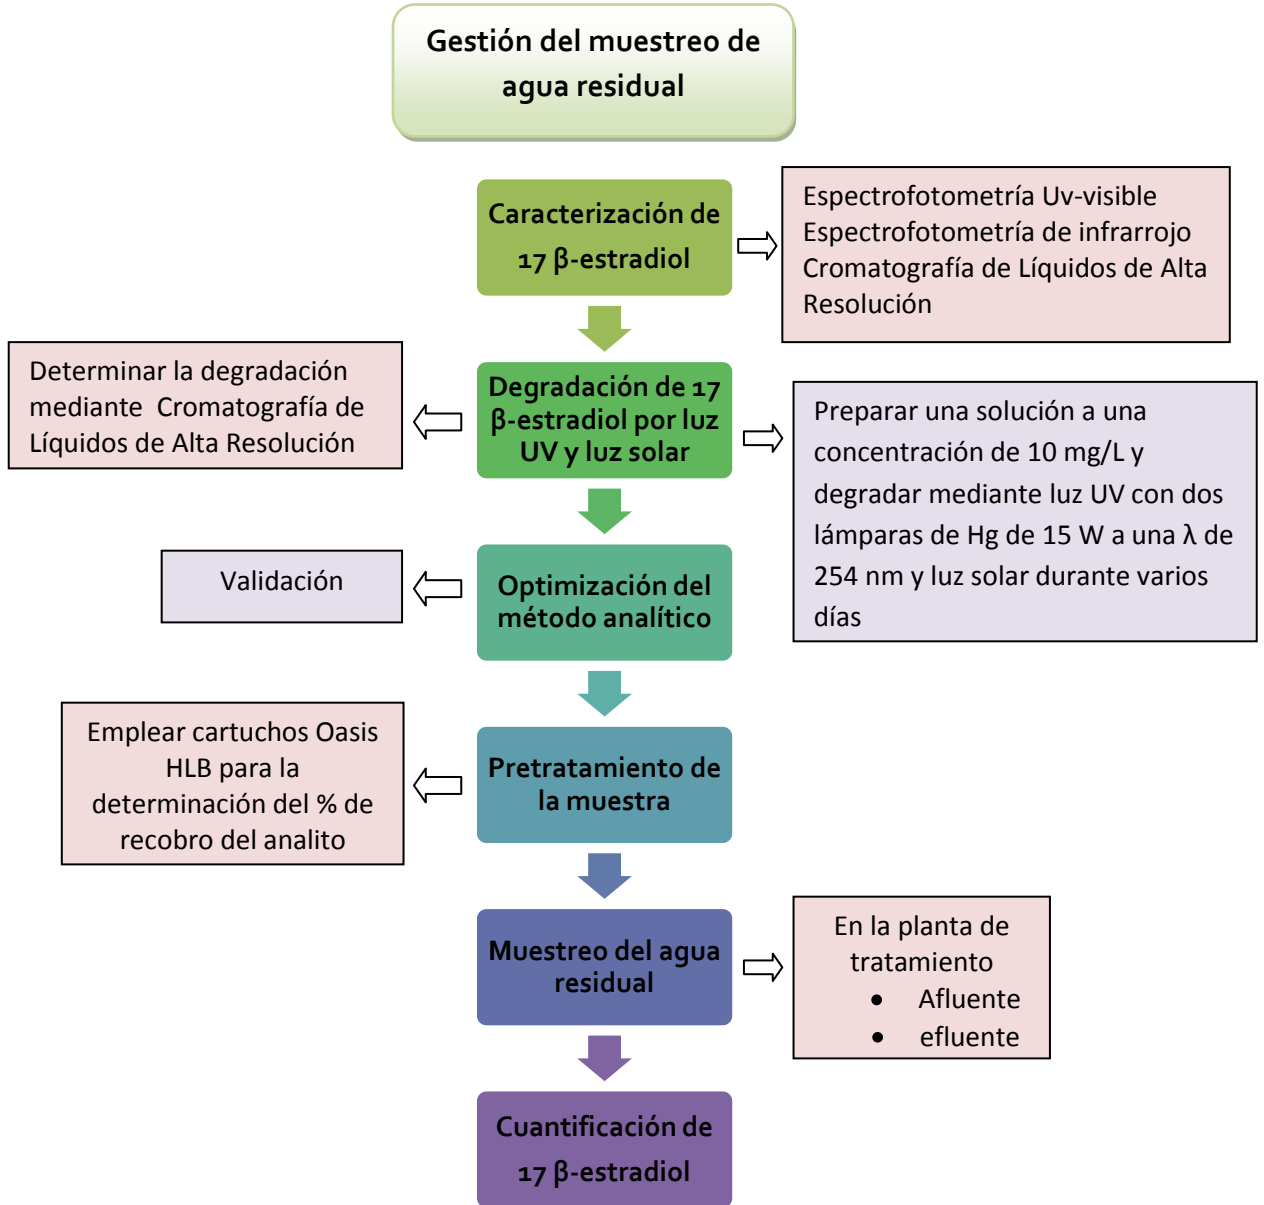 Gestión del muestreo de
agua residual
Caracterización de
17 β-estradiol
Espectrofotometría Uv-visible
Espectrofotometría de infrarrojo
Cromatografía de Líquidos de Alta
Resolución
Determinar la degradación
mediante Cromatografía de
Líquidos de Alta Resolución
Degradación de 17
β-estradiol por luz
UV y luz solar
Preparar una solución a una
concentración de 10 mg/L y
degradar mediante luz UV con dos
lámparas de Hg de 15 W a una λ de
254 nm y luz solar durante varios
días
Validación
Optimización del
método analítico
Emplear cartuchos Oasis
HLB para la
determinación del % de
recobro del analito
Pretratamiento de
la muestra
Muestreo del agua
residual
En la planta de
tratamiento
• Afluente
• efluente
Cuantificación de
17 β-estradiol